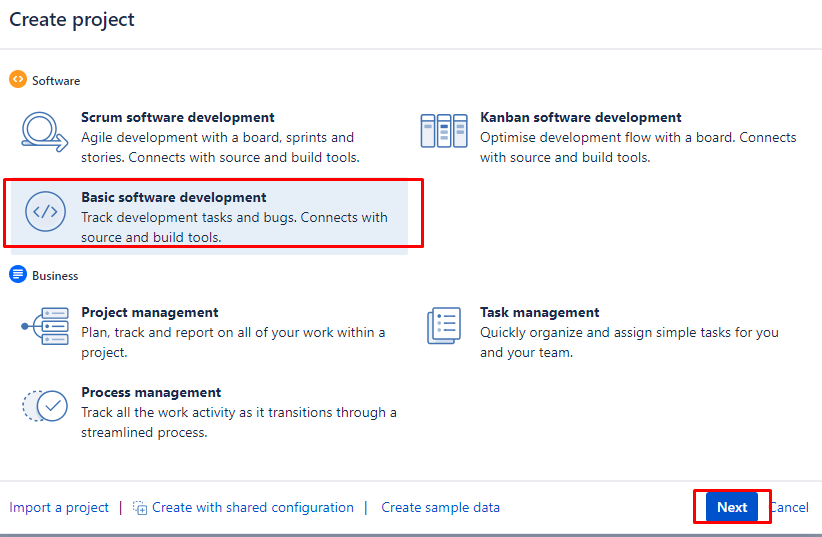 Create project
Software
Scrum software development
Agile development with a board, sprints and
stories. Connects with source and build tools.
Kanban software development
Optimise development flow with a board. Connects
with source and build tools.
Basic software development
Track development tasks and bugs. Connects with
source and build tools.
Business
Project management
Plan, track and report on all of your work within a
project.
Task management
Quickly organize and assign simple tasks for you
and your team.
Process management
Track all the work activity as it transitions through a
streamlined process.
Import a project | Create with shared configuration | Create sample data Next Cancel